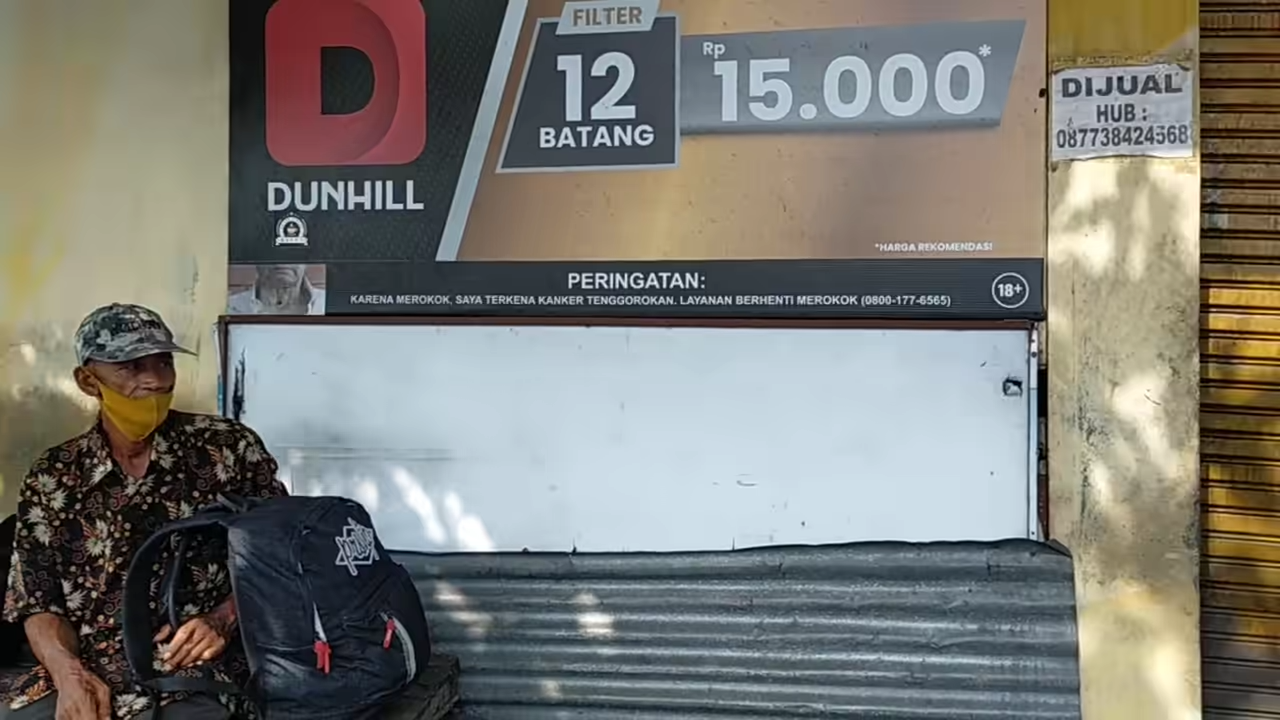 FILTER
12
BATANG
Rp
15.000*
DUNHILL
*HARGA REKOMENDASI
PERINGATAN:
KARENA MEROKOK, SAYA TERKENA KANKER TENGGOROKAN. LAYANAN BERHENTI MEROKOK (0800-177-6565)
18+
DIJUAL
HUB :
087738424568